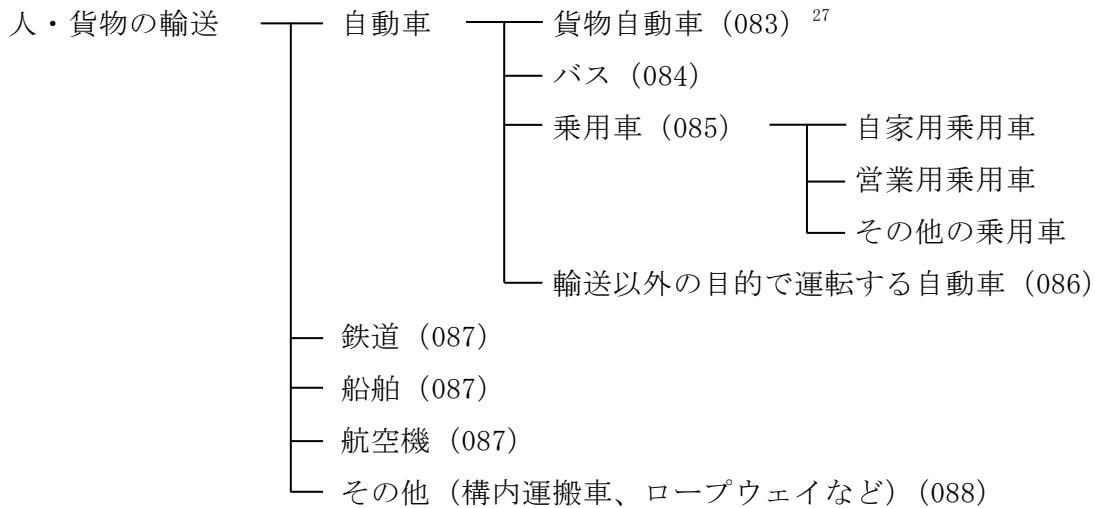 人・貨物の輸送 自動車 貨物自動車（083）27
バス（084）
乗用車（085） 自家用乗用車
営業用乗用車
その他の乗用車
輸送以外の目的で運転する自動車（086）
鉄道（087）
船舶（087）
航空機（087）
その他（構内運搬車、ロープウェイなど）（088）